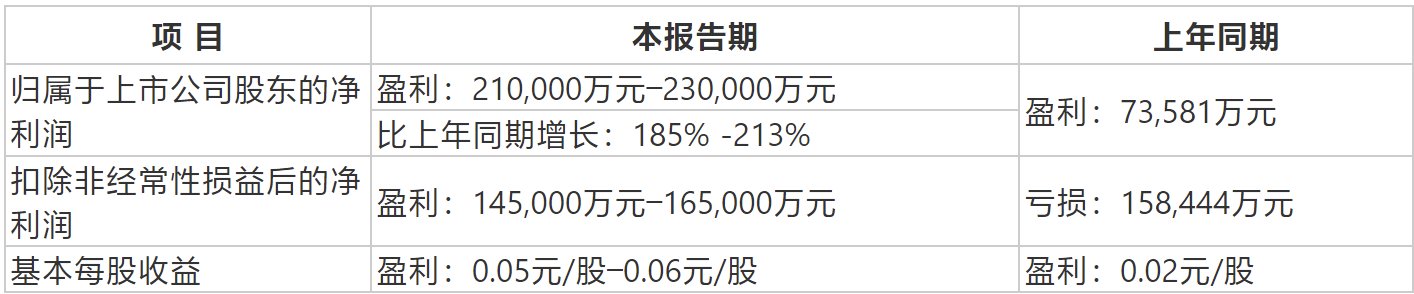 项 目
本报告期
上年同期
归属于上市公司股东的净
利润
盈利：210,000万元–230,000万元
比上年同期增长：185% -213%
盈利：73,581万元
扣除非经常性损益后的净
利润
盈利：145,000万元–165,000万元
亏损：158,444万元
基本每股收益
盈利：0.05元/股–0.06元/股
盈利：0.02元/股